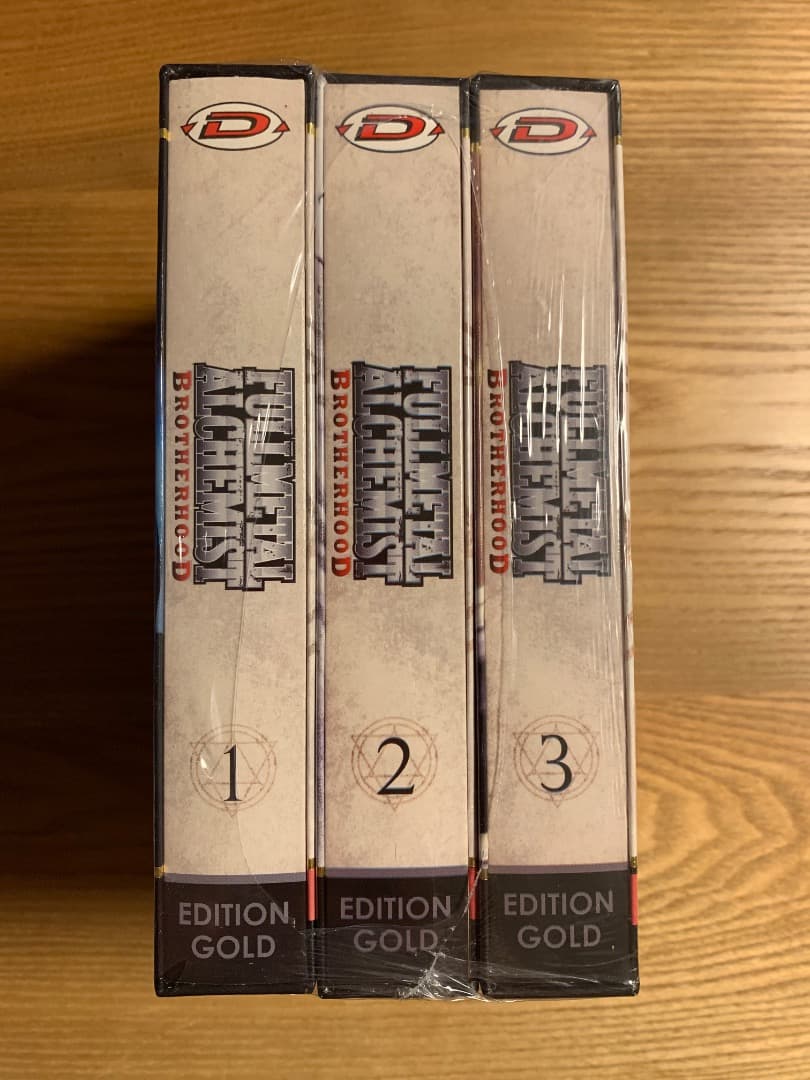 D
FULLMETAL
ALCHEMIST
BROTHERHOOD
1
EDITION
GOLD
D
FULLMETAL
ALCHEMIST
BROTHERHOOD
2
EDITION
GOLD
D
FULLMETAL
ALCHEMIST
BROTHERHOOD
3
EDITION
GOLD